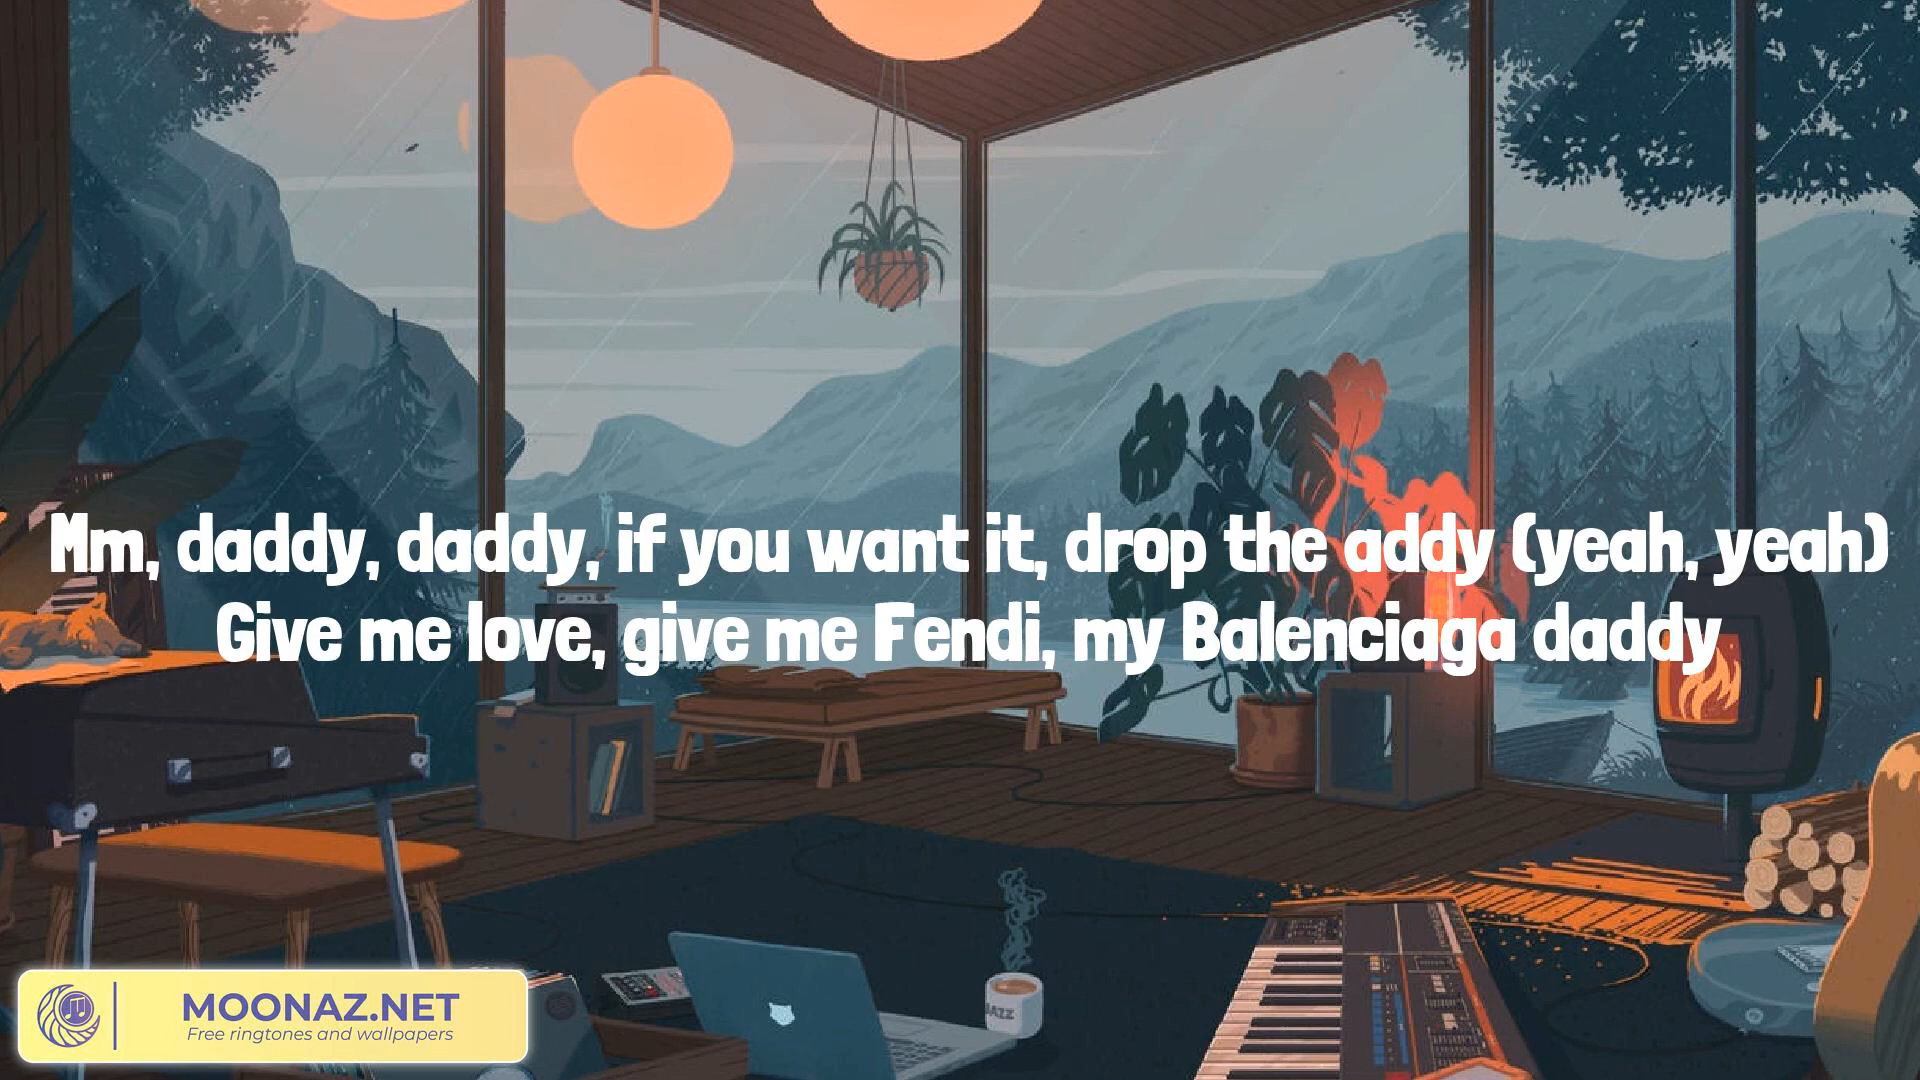 Mm, daddy, daddy, if you want it, drop the addy (yeah, yeah)
Give me love, give me Fendi, my Balenciaga daddy
JAZZ
MOONAZ.NET
Free ringtones and wallpapers